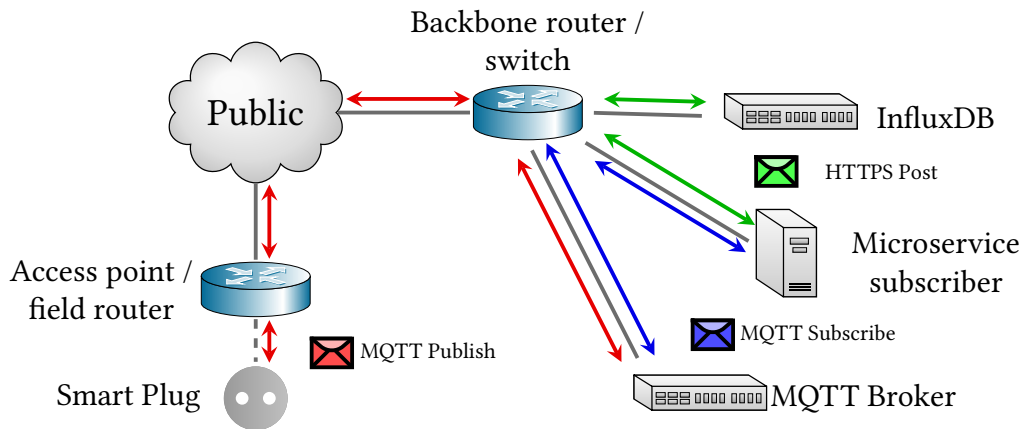 Backbone router /
switch
Public
InfluxDB
HTTPS Post
Access point /
field router
Microservice
subscriber
MQTT Publish
MQTT Subscribe
Smart Plug
MQTT Broker